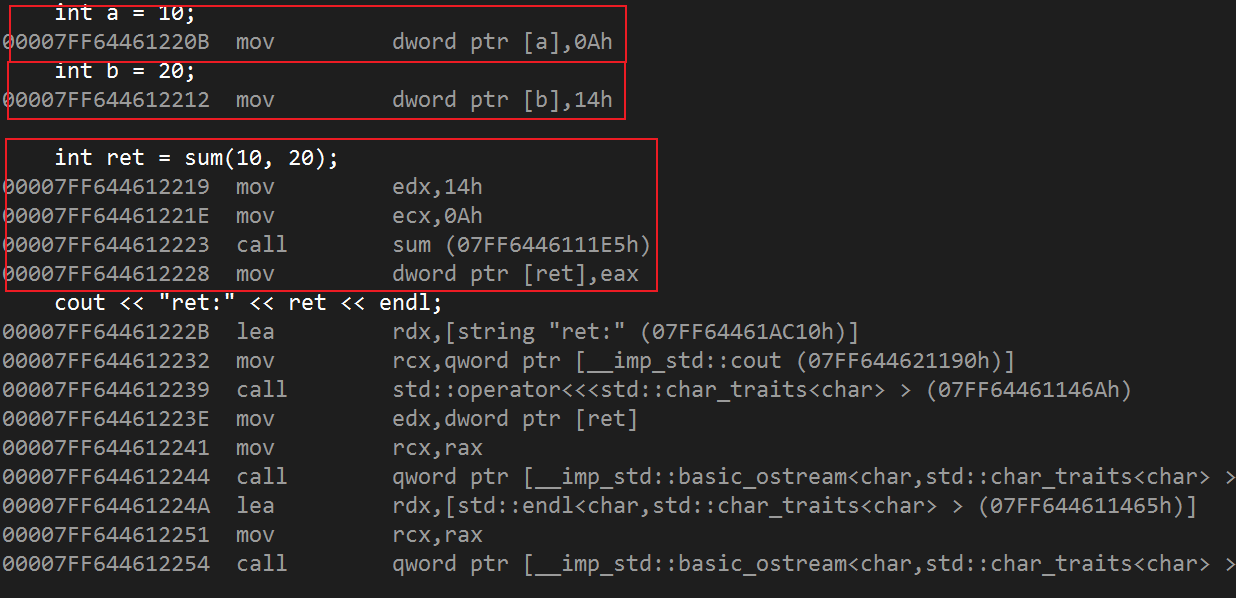 int a = 10;
00007FF64461220B mov dword ptr [a],0Ah
int b = 20;
00007FF644612212 mov dword ptr [b],14h
int ret = sum(10, 20);
00007FF644612219 mov edx,14h
00007FF64461221E mov ecx,0Ah
00007FF644612223 call sum (07FF6446111E5h)
00007FF644612228 mov dword ptr [ret],eax
cout << "ret:" << ret << endl;
00007FF64461222B lea rdx,[string "ret:" (07FF64461AC10h)]
00007FF644612232 mov rcx,qword ptr [__imp_std::cout (07FF644621190h)]
00007FF644612239 call std::operator<<<std::char_traits<char> > (07FF64461146Ah)
00007FF64461223E mov edx,dword ptr [ret]
00007FF644612241 mov rcx,rax
00007FF644612244 call qword ptr [__imp_std::basic_ostream<char,std::char_traits<char> >
00007FF64461224A lea rdx,[std::endl<char,std::char_traits<char> > (07FF644611465h)]
00007FF644612251 mov rcx,rax
00007FF644612254 call qword ptr [__imp_std::basic_ostream<char,std::char_traits<char> >